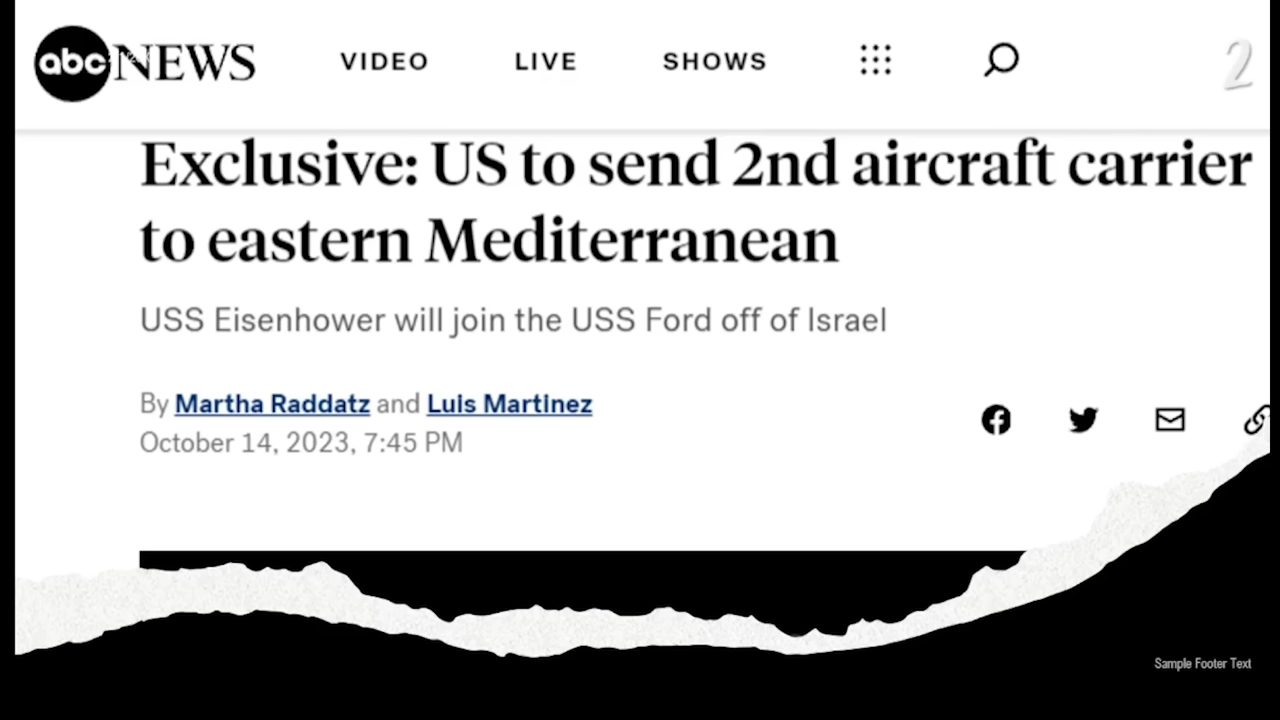 abc NEWS VIDEO LIVE SHOWS 2
Exclusive: US to send 2nd aircraft carrier
to eastern Mediterranean
USS Eisenhower will join the USS Ford off of Israel
By Martha Raddatz and Luis Martinez
October 14, 2023, 7:45 PM
Sample Footer Text